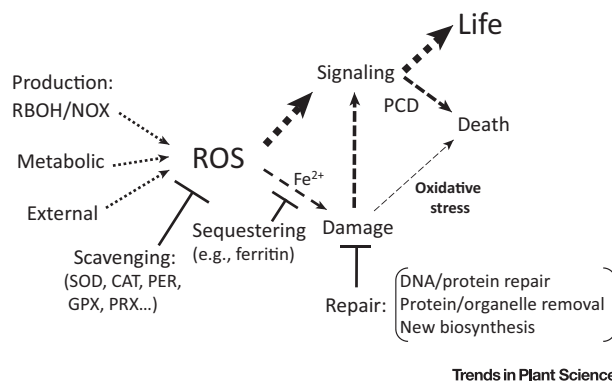 Life
Signaling
Production:
RBOH/NOX
PCD
Death
Metabolic
ROS
Fe2+
Oxidative
stress
External
Sequestering
(e.g., ferritin)
Damage
Scavenging:
(SOD, CAT, PER,
GPX, PRX...)
Repair:
DNA/protein repair
Protein/organelle removal
New biosynthesis
Trends in Plant Science